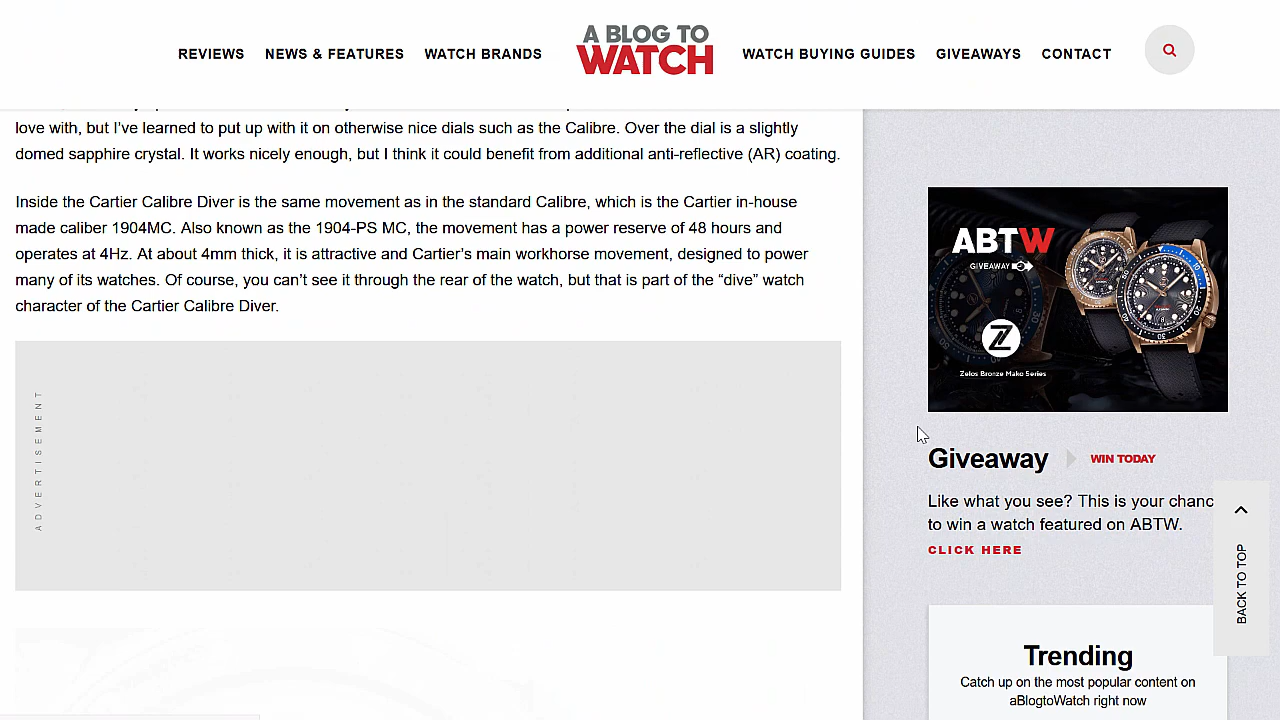 REVIEWS NEWS & FEATURES WATCH BRANDS
A BLOG TO
WATCH
WATCH BUYING GUIDES GIVEAWAYS CONTACT
love with, but I’ve learned to put up with it on otherwise nice dials such as the Calibre. Over the dial is a slightly
domed sapphire crystal. It works nicely enough, but I think it could benefit from additional anti-reflective (AR) coating.
Inside the Cartier Calibre Diver is the same movement as in the standard Calibre, which is the Cartier in-house
made caliber 1904MC. Also known as the 1904-PS MC, the movement has a power reserve of 48 hours and
operates at 4Hz. At about 4mm thick, it is attractive and Cartier’s main workhorse movement, designed to power
many of its watches. Of course, you can’t see it through the rear of the watch, but that is part of the “dive” watch
character of the Cartier Calibre Diver.
ADVERTISEMENT
ABTW
GIVEAWAY
Z
Zelos Bronze Mako Series
Giveaway
WIN TODAY
Like what you see? This is your chanc
to win a watch featured on ABTW.
CLICK HERE
BACK TO TOP
Trending
Catch up on the most popular content on
aBlogtoWatch right now